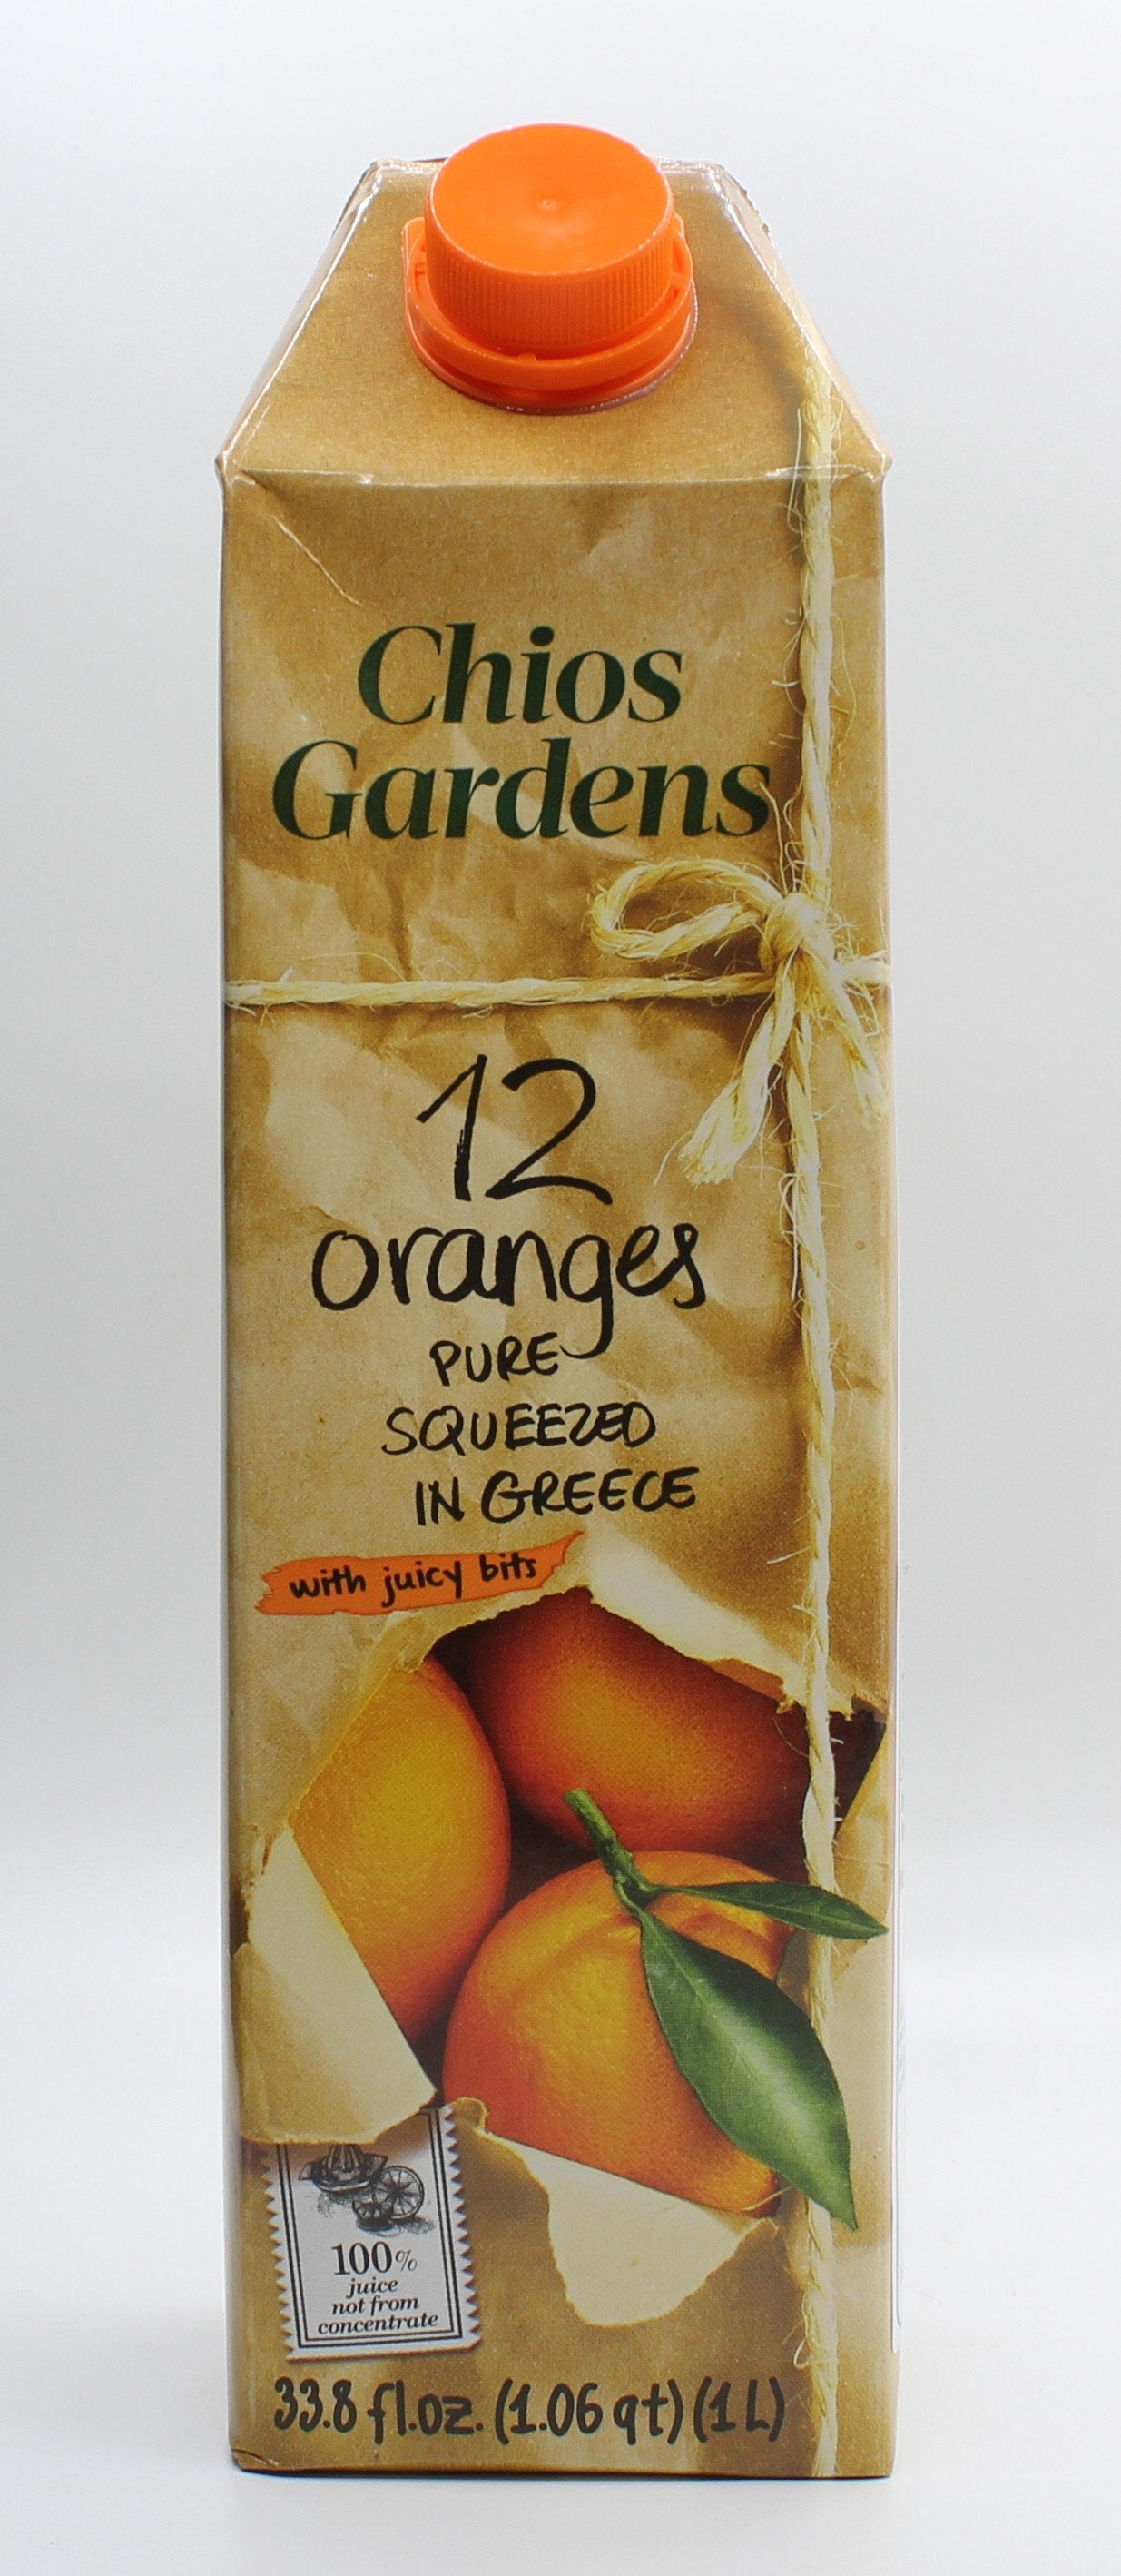 Chios
Gardens
12
oranges
PURE
SQUEEZED
IN GREECE
with juicy bits
100%
juice
not from
concentrate
33.8 fl.oz. (1.06 qt) (1 L)